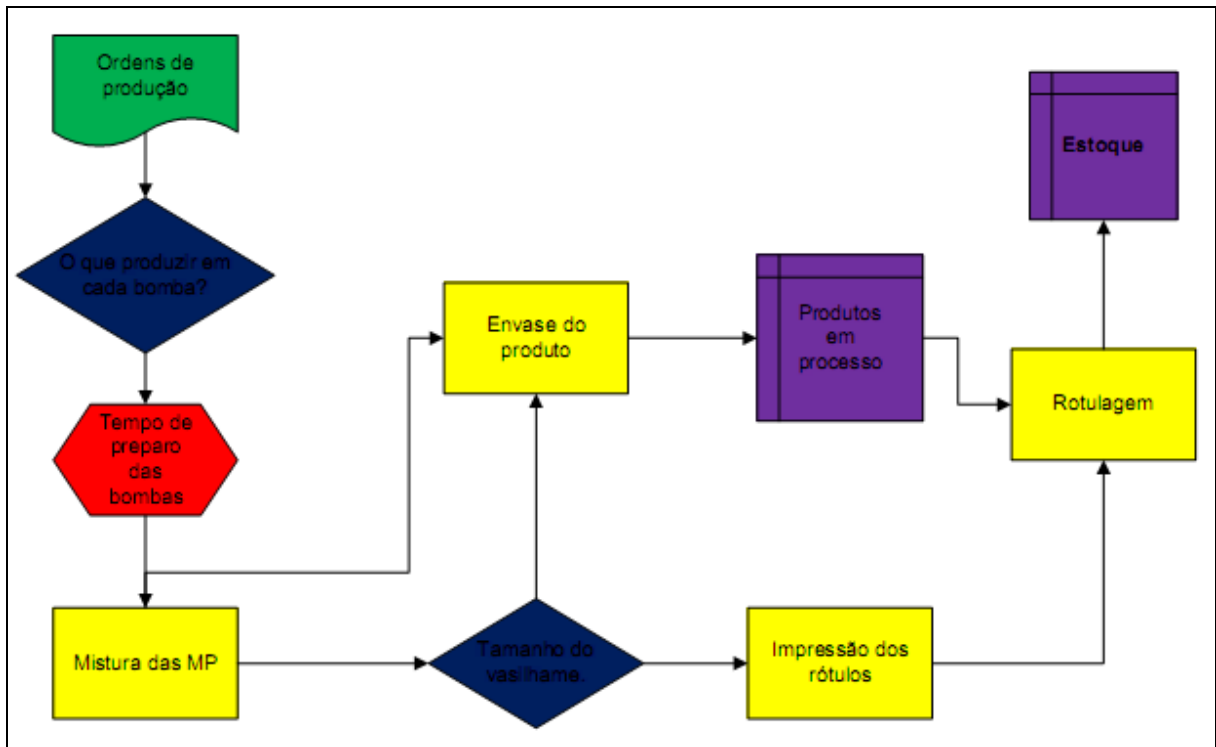 Ordens de
produção
O que produzir em
cada bomba?
Tempo de
preparo
das
bombas
Mistura das MP
Tamanho do
vasilhame.
Envase do
produto
Impressão dos
rótulos
Produtos
em
processo
Rotulagem
Estoque